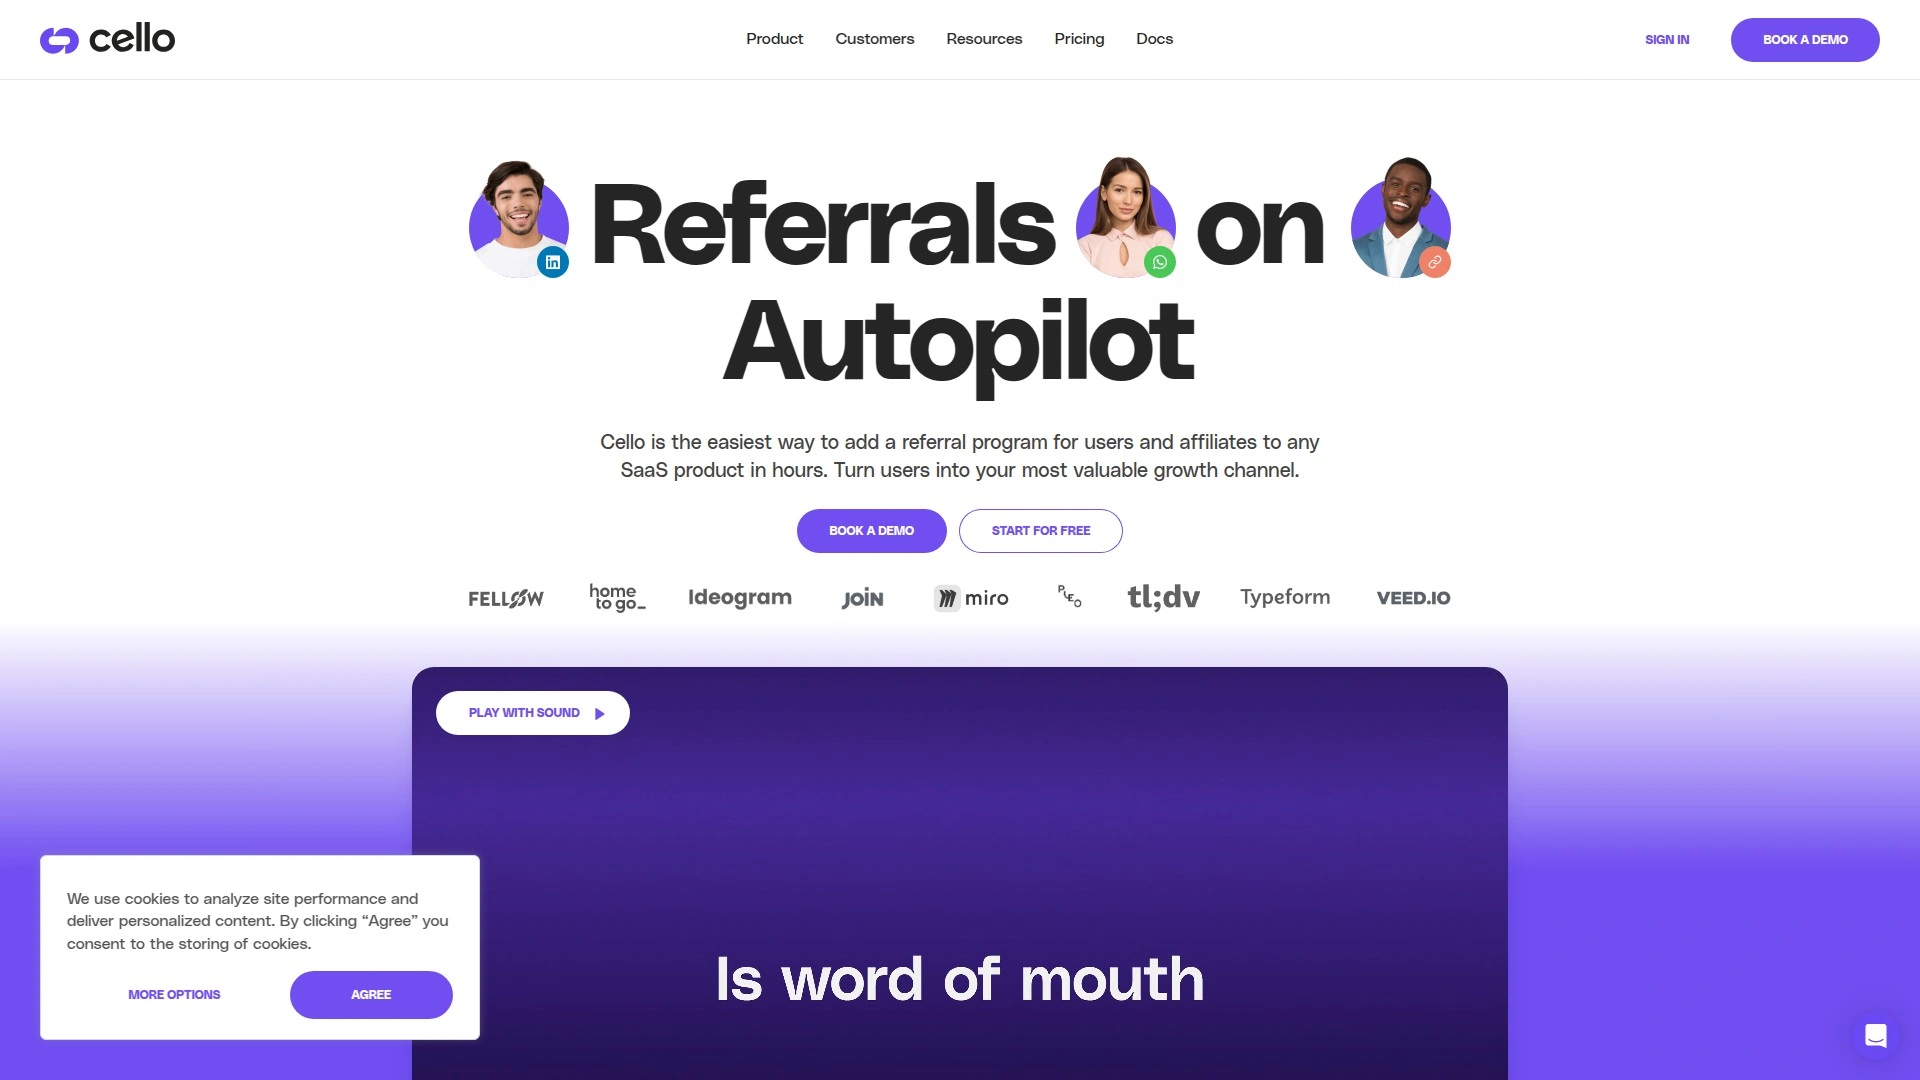 cello
Product
Customers
Resources
Pricing
Docs
SIGN IN
BOOK A DEMO
Referrals on
Autopilot
Cello is the easiest way to add a referral program for users and affiliates to any
SaaS product in hours. Turn users into your most valuable growth channel.
BOOK A DEMO
START FOR FREE
FELLOW
home
to go_
Ideogram
JOIN
miro
PLEO
tl;dv
Typeform
VEED.IO
PLAY WITH SOUND
Is word of mouth
We use cookies to analyze site performance and
deliver personalized content. By clicking “Agree” you
consent to the storing of cookies.
MORE OPTIONS
AGREE